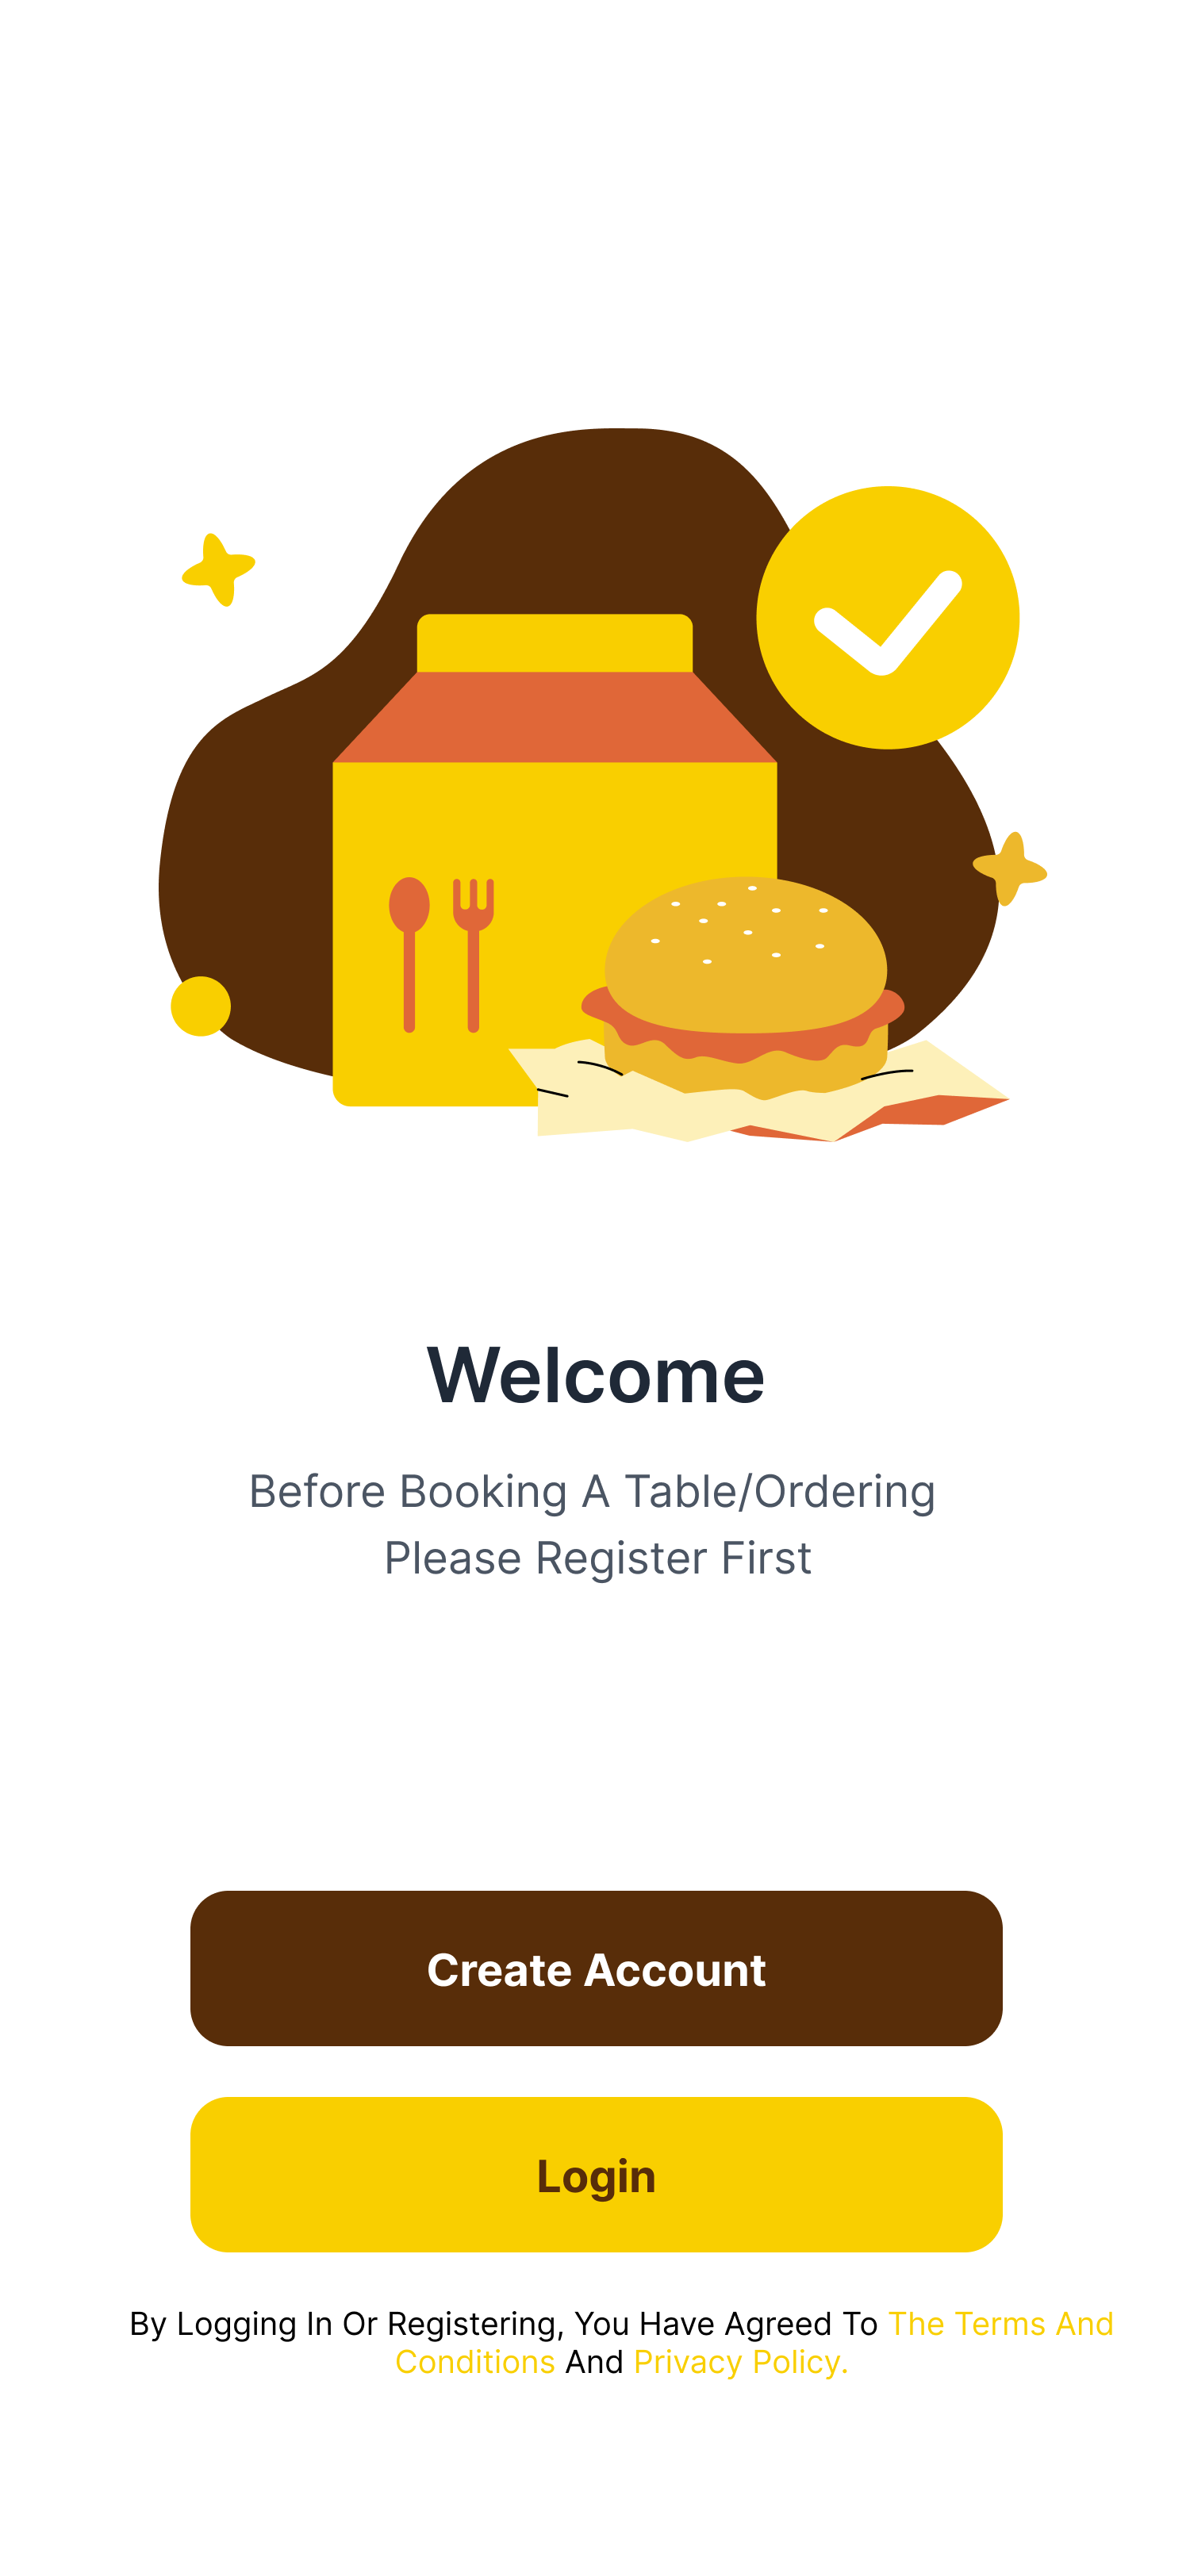 Welcome
Before Booking A Table/Ordering
Please Register First
Create Account
Login
By Logging In Or Registering, You Have Agreed To The Terms And
Conditions And Privacy Policy.